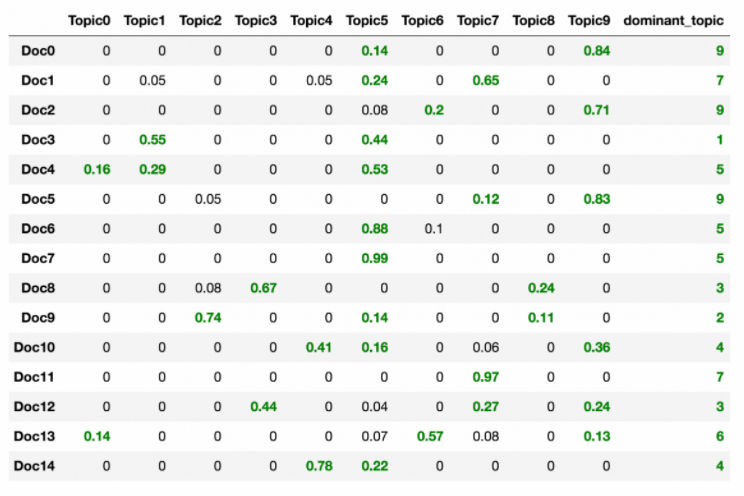 Topic0 Topic1 Topic2 Topic3 Topic4 Topic5 Topic6 Topic7 Topic8 Topic9 dominant_topic
Doc0 0 0 0 0 0 0.14 0 0 0 0.84 9
Doc1 0 0.05 0 0 0.05 0.24 0 0.65 0 0 7
Doc2 0 0 0 0 0 0.08 0.2 0 0 0.71 9
Doc3 0 0.55 0 0 0 0.44 0 0 0 0 1
Doc4 0.16 0.29 0 0 0 0.53 0 0 0 0 5
Doc5 0 0 0.05 0 0 0 0 0.12 0 0.83 9
Doc6 0 0 0 0 0 0.88 0.1 0 0 0 5
Doc7 0 0 0 0 0 0.99 0 0 0 0 5
Doc8 0 0 0.08 0.67 0 0 0 0 0.24 0 3
Doc9 0 0 0.74 0 0 0.14 0 0 0.11 0 2
Doc10 0 0 0 0 0.41 0.16 0 0.06 0 0.36 4
Doc11 0 0 0 0 0 0 0 0.97 0 0 7
Doc12 0 0 0 0.44 0 0.04 0 0.27 0 0.24 3
Doc13 0.14 0 0 0 0 0.07 0.57 0.08 0 0.13 6
Doc14 0 0 0 0 0.78 0.22 0 0 0 0 4